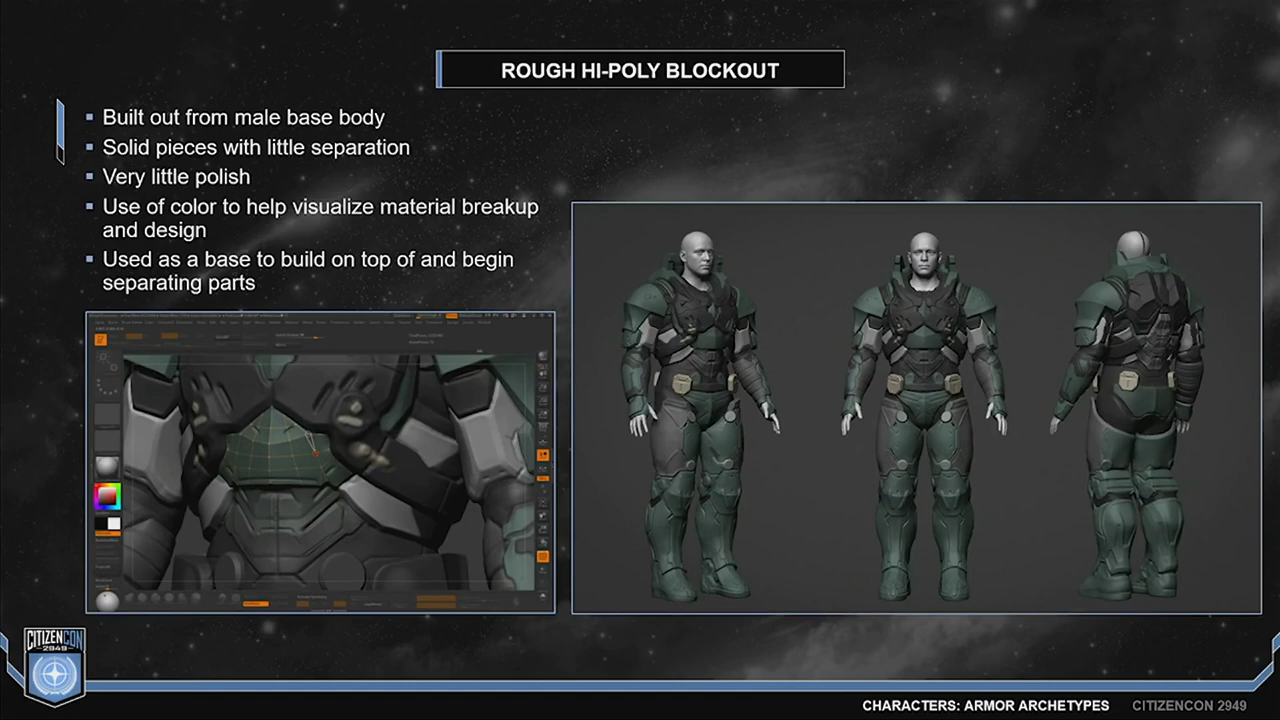 ROUGH HI-POLY BLOCKOUT
Built out from male base body
Solid pieces with little separation
Very little polish
Use of color to help visualize material breakup
and design
Used as a base to build on top of and begin
separating parts
CITIZENCON
2949
CHARACTERS: ARMOR ARCHETYPES CITIZENCON 2949